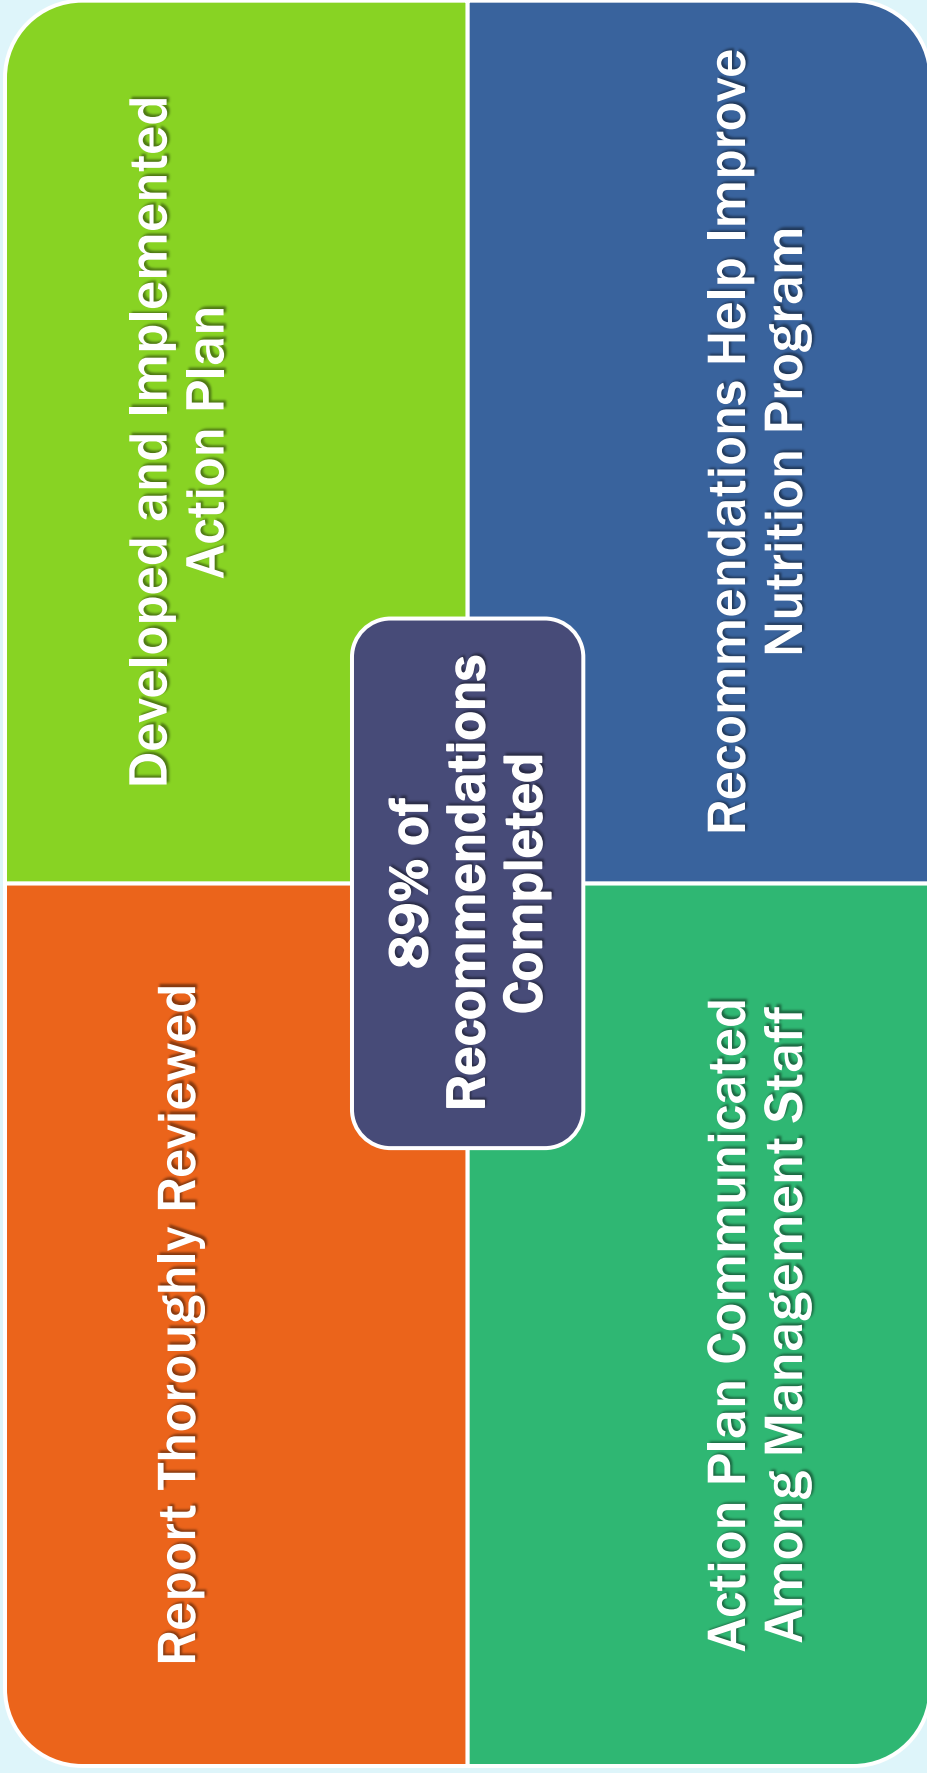 Report Thoroughly Reviewed
Developed and Implemented
Action Plan
89% of
Recommendations
Completed
Action Plan Communicated
Among Management Staff
Recommendations Help Improve
Nutrition Program